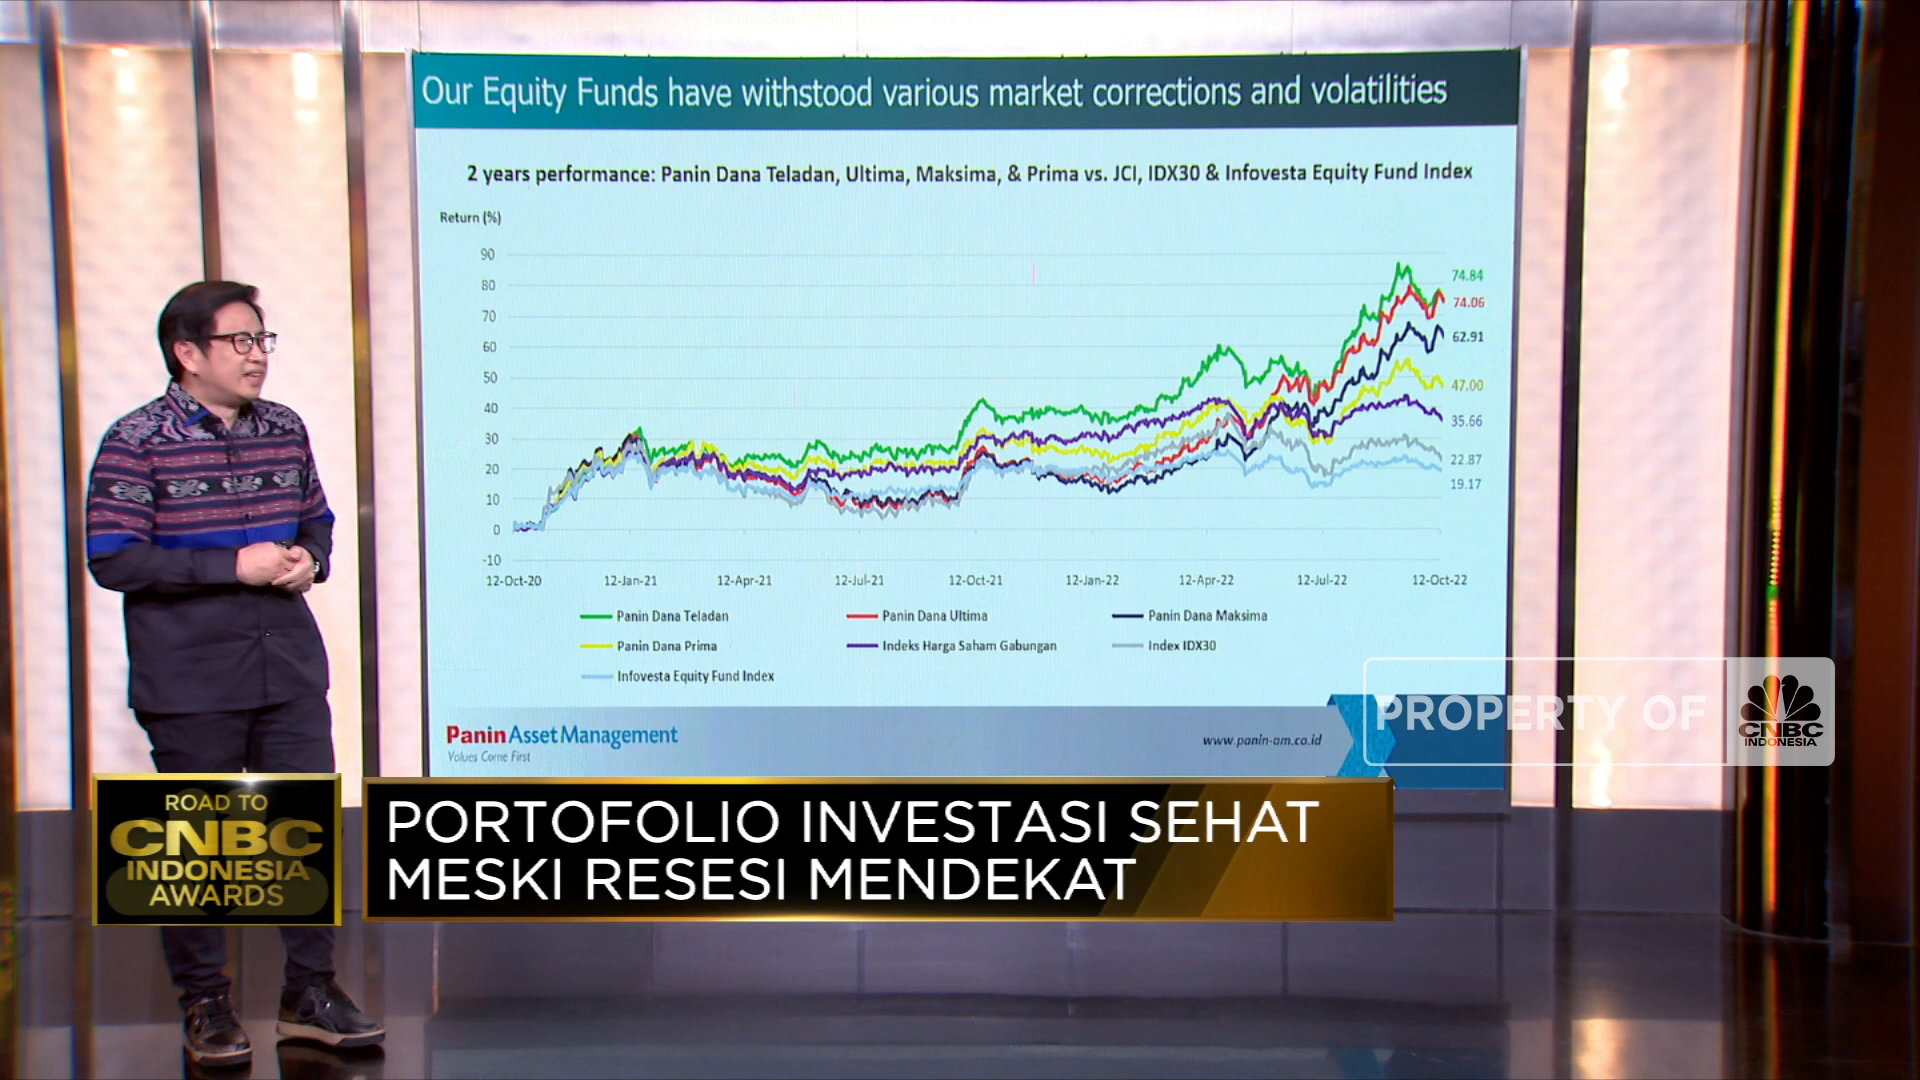 Our Equity Funds have withstood various market corrections and volatilities
2 years performance: Panin Dana Teladan, Ultima, Maksima, & Prima vs. JCI, IDX30 & Infovesta Equity Fund Index
Return (%)
90
80
70
60
50
40
30
20
10
0
-10
74.84
74.06
62.91
47.00
35.66
22.87
19.17
12-Oct-20 12-Jan-21 12-Apr-21 12-Jul-21 12-Oct-21 12-Jan-22 12-Apr-22 12-Jul-22 12-Oct-22
Panin Dana Teladan Panin Dana Ultima Panin Dana Maksima
Panin Dana Prima Indeks Harga Saham Gabungan Index IDX30
Infovesta Equity Fund Index
Panin Asset Management
Values Come First
www.panin-am.co.id
PROPERTY OF
CNBC
INDONESIA
ROAD TO
CNBC
INDONESIA
AWARDS
PORTOFOLIO INVESTASI SEHAT
MESKI RESESI MENDEKAT